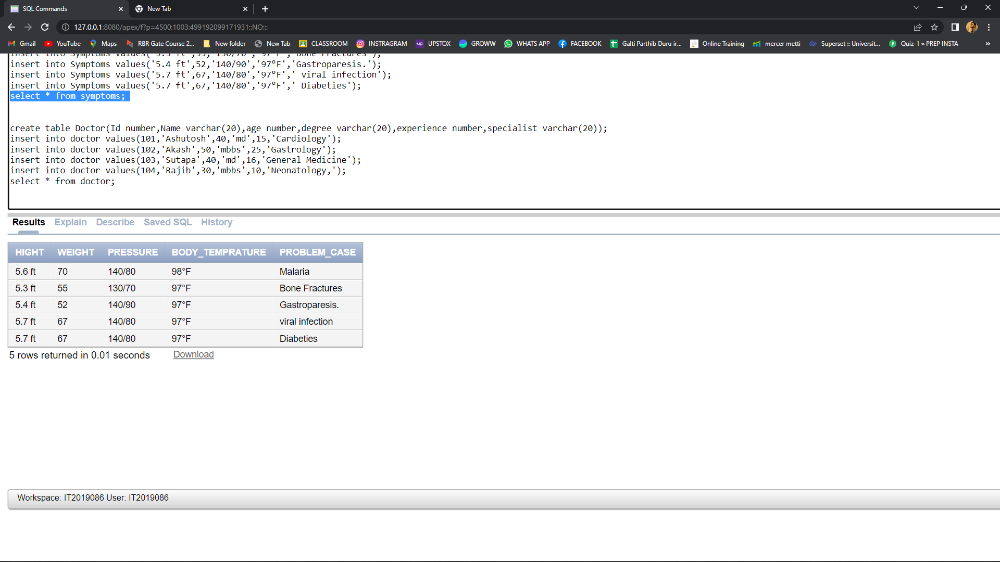 SQL Commands
New Tab
127.0.0.1:8080/apex/f?p=4500:1003:499192099171931::NO:::
Gmail YouTube Maps RBR Gate Course 2... New folder New Tab CLASSROOM INSTRAGRAM UPSTOX GROWW WHATS APP FACEBOOK Galti Parthib Duru ir... Online Training mercer metti Superset :: Universit... Quiz-1 » PREP INSTA »
insert into Symptoms values('5.3 ft',55,'130/70','97°F','Bone Fractures');
insert into Symptoms values('5.4 ft',52,'140/90','97°F','Gastroparesis.');
insert into Symptoms values('5.7 ft',67,'140/80','97°F',' viral infection');
insert into Symptoms values('5.7 ft',67,'140/80','97°F',' Diabeties');
select * from symptoms;
create table Doctor(Id number,Name varchar(20),age number,degree varchar(20),experience number,specialist varchar(20));
insert into doctor values(101,'Ashutosh',40,'md',15,'Cardiology');
insert into doctor values(102,'Akash',50,'mbbs',25,'Gastrology');
insert into doctor values(103,'Sutapa',40,'md',16,'General Medicine');
insert into doctor values(104,'Rajib',30,'mbbs',10,'Neonatology,');
select * from doctor;
Results Explain Describe Saved SQL History
HIGHT WEIGHT PRESSURE BODY_TEMPRATURE PROBLEM_CASE
5.6 ft 70 140/80 98°F Malaria
5.3 ft 55 130/70 97°F Bone Fractures
5.4 ft 52 140/90 97°F Gastroparesis.
5.7 ft 67 140/80 97°F viral infection
5.7 ft 67 140/80 97°F Diabeties
5 rows returned in 0.01 seconds Download
Workspace: IT2019086 User: IT2019086